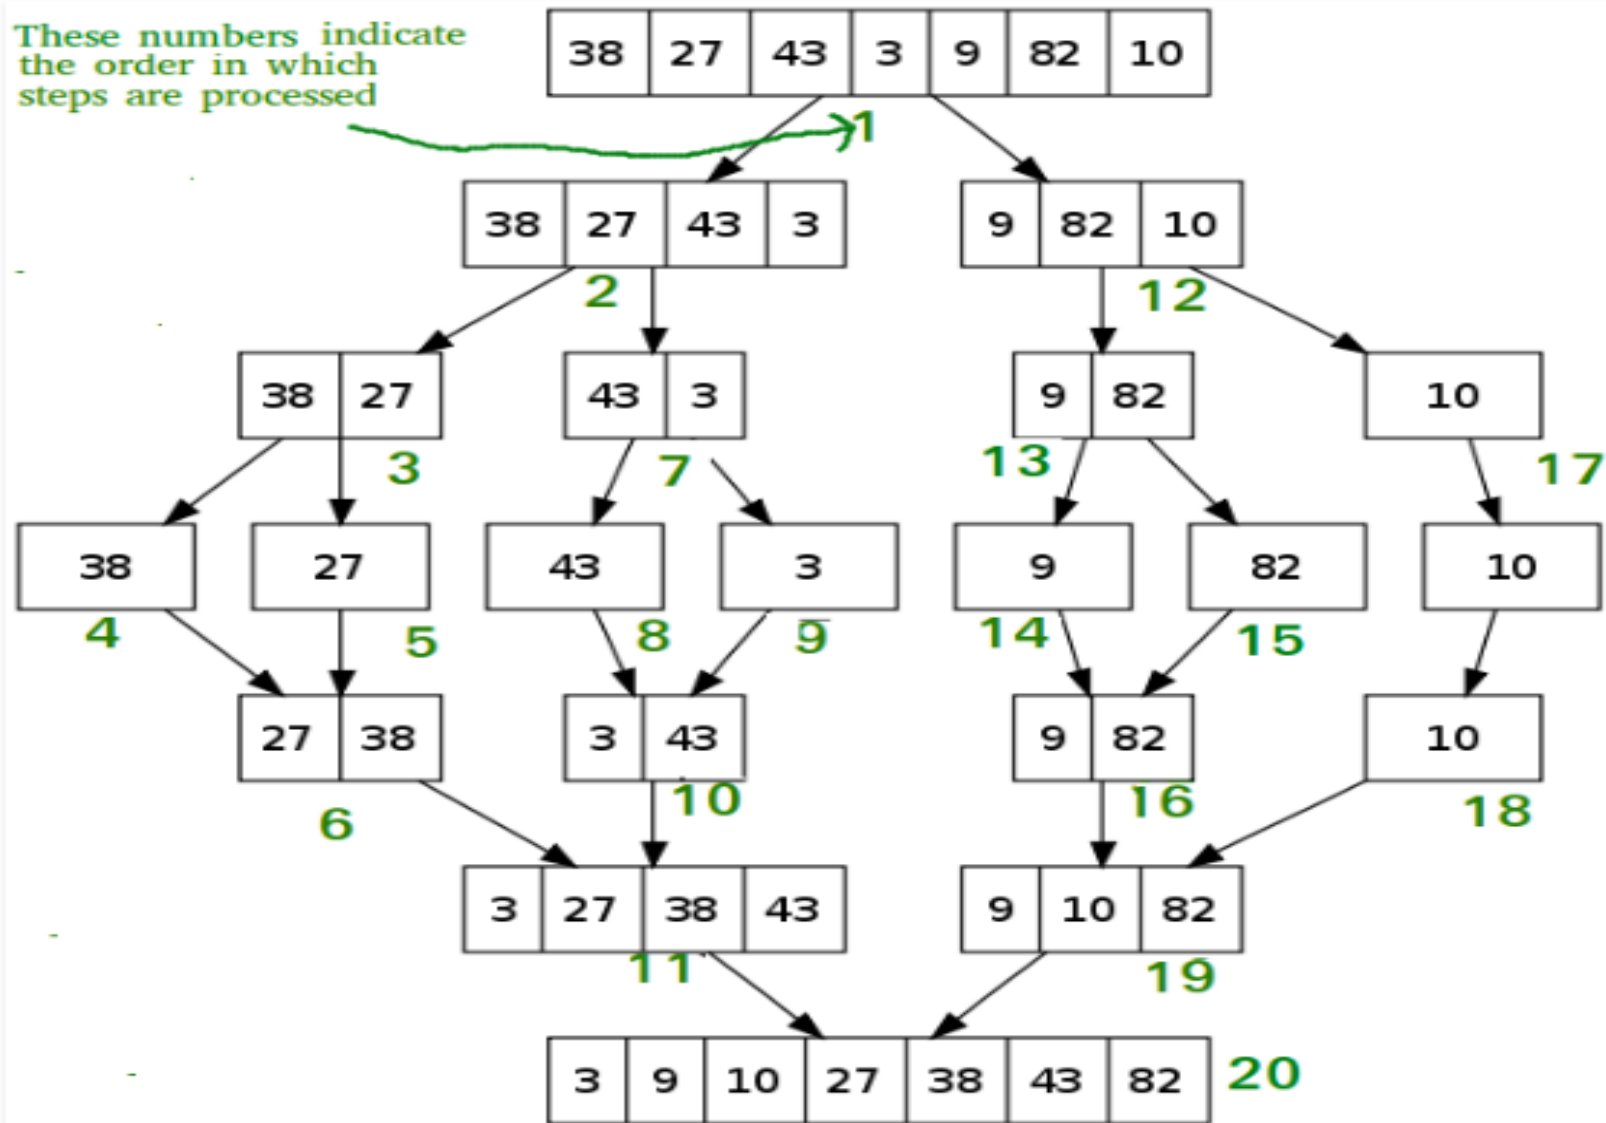 These numbers indicate
the order in which
steps are processed
38 27 43 3 9 82 10
1
38 27 43 3 9 82 10
2 12
38 27 43 3 9 82 10
3 7 13 17
38 27 43 3 9 82 10
4 5 8 9 14 15
27 38 3 43 9 82 10
6 10 16 18
3 27 38 43 9 10 82
11 19
3 9 10 27 38 43 82 20